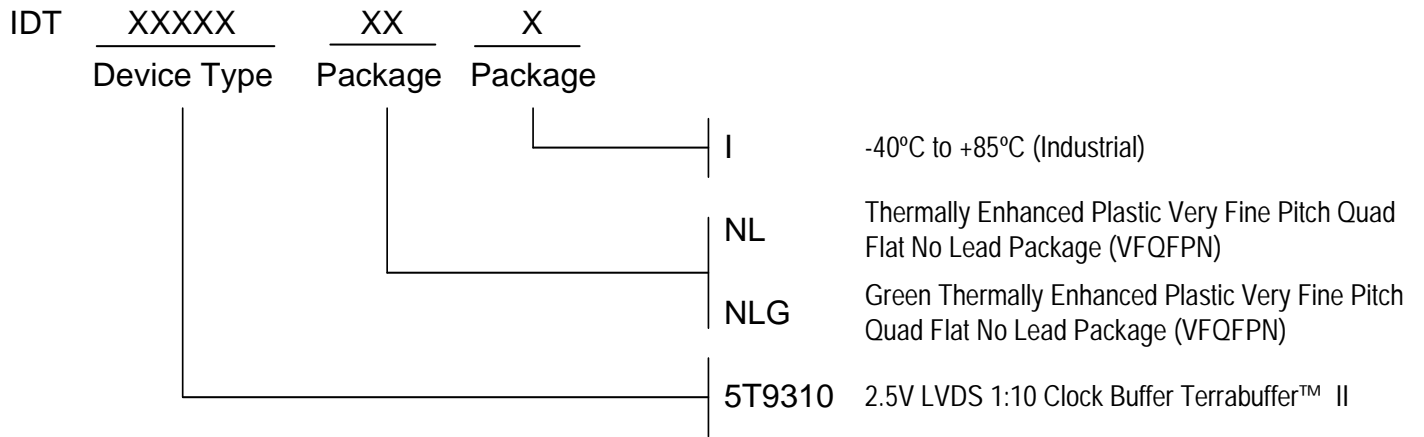 IDT XXXXX XX X
Device Type Package Package
I -40ºC to +85ºC (Industrial)
NL Thermally Enhanced Plastic Very Fine Pitch Quad
Flat No Lead Package (VFQFPN)
NLG Green Thermally Enhanced Plastic Very Fine Pitch
Quad Flat No Lead Package (VFQFPN)
5T9310 2.5V LVDS 1:10 Clock Buffer Terrabuffer™ II